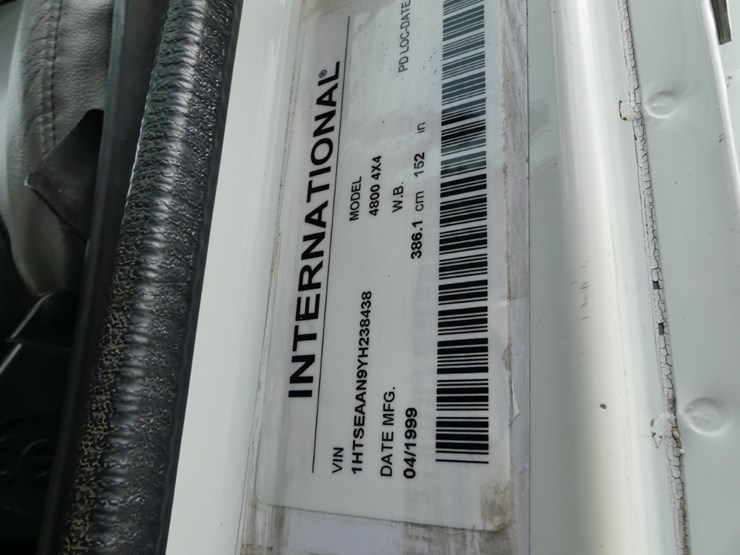 INTERNATIONAL®
VIN
1HTSEAAN9YH238438
MODEL
4800 4X4
DATE MFG.
04/1999
W.B.
386.1 cm 152 in
PD LOC-DATE